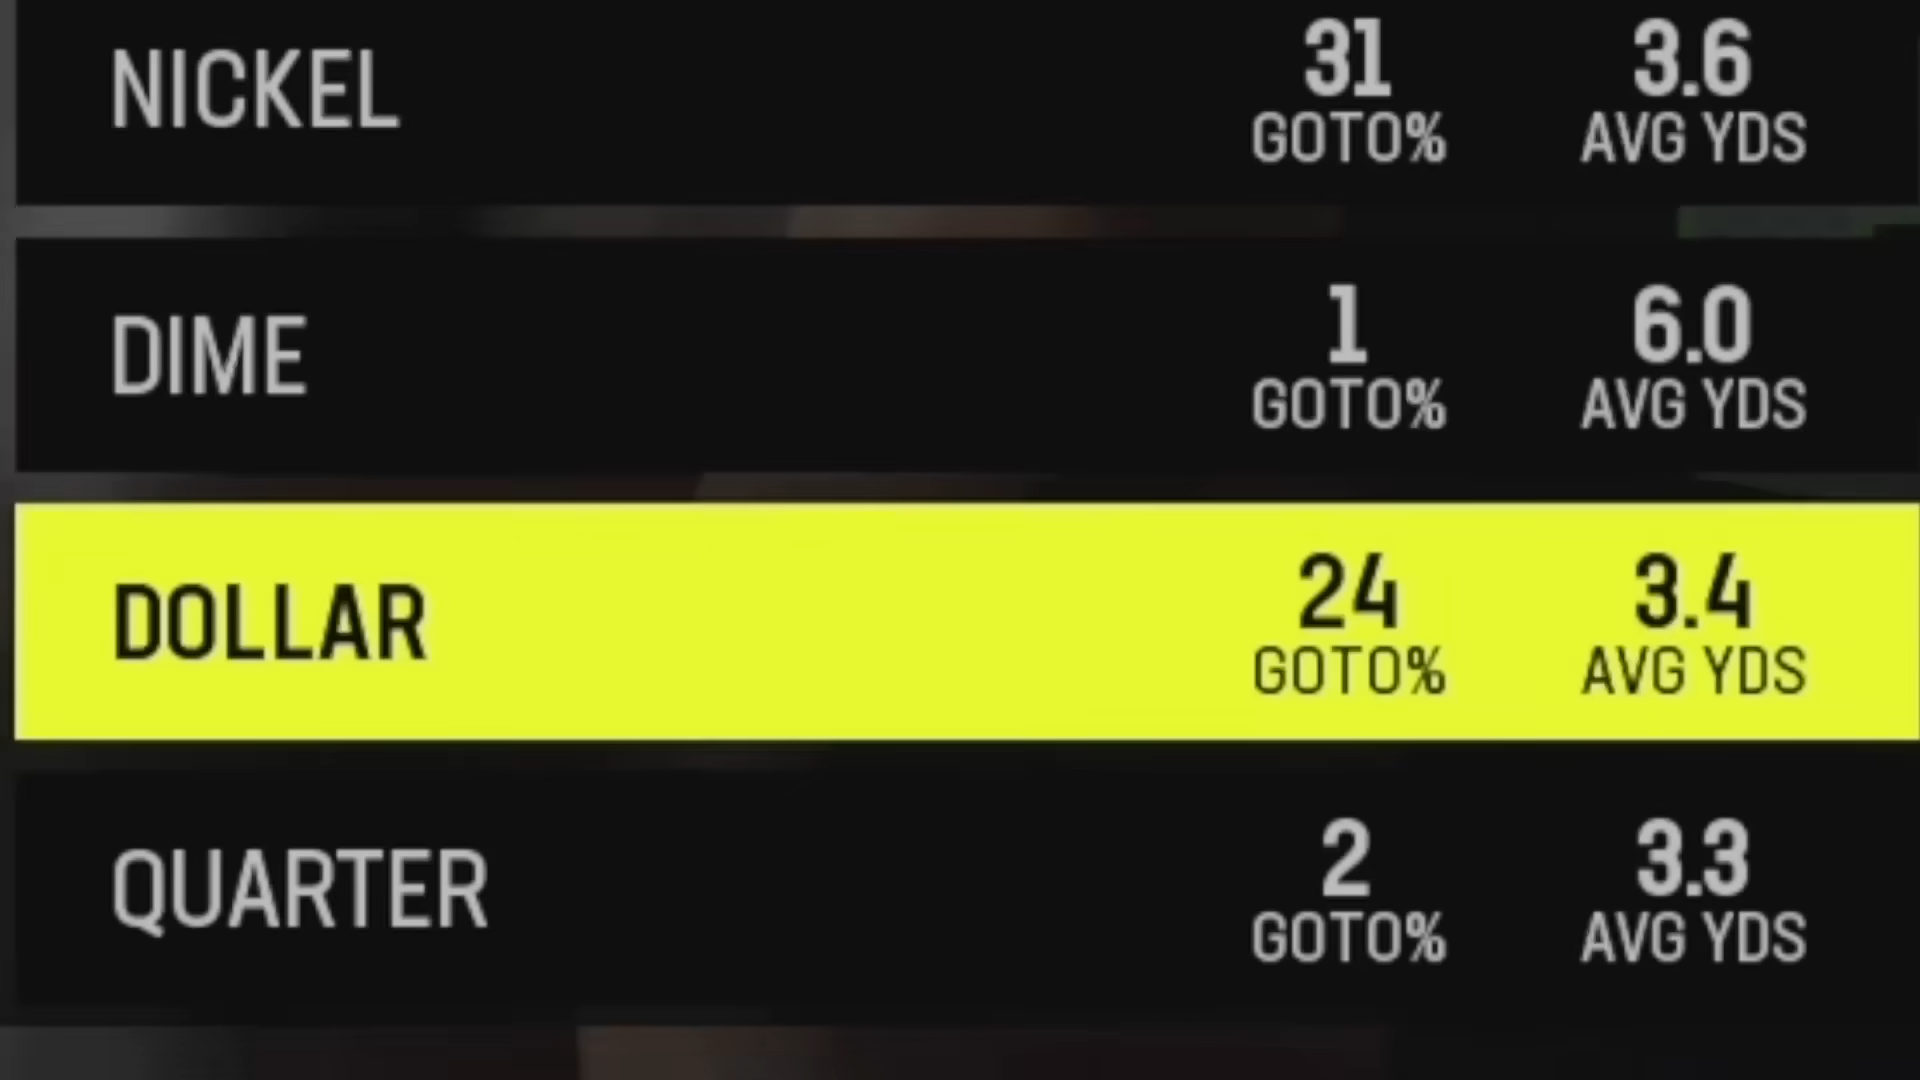 NICKEL
31
GOTO%
3.6
AVG YDS
DIME
1
GOTO%
6.0
AVG YDS
DOLLAR
24
GOTO%
3.4
AVG YDS
QUARTER
2
GOTO%
3.3
AVG YDS